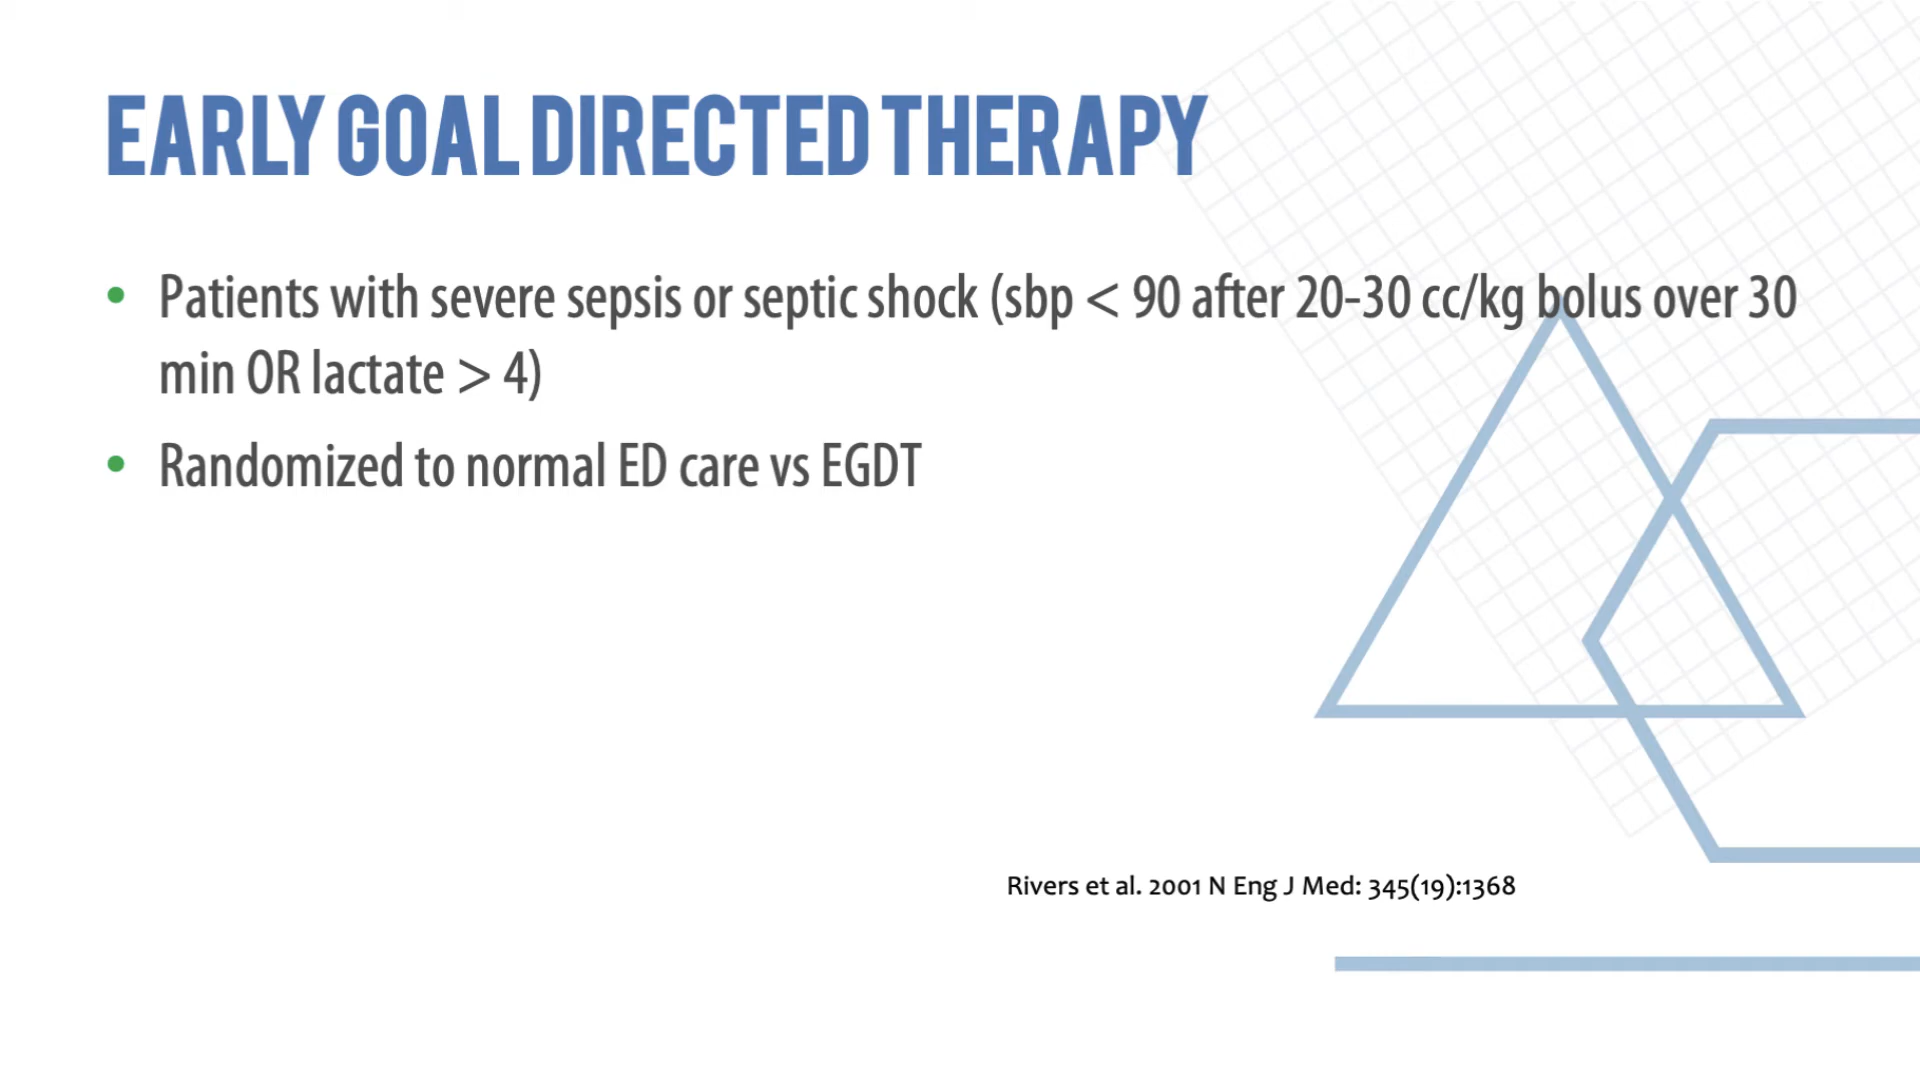 EARLY GOAL DIRECTED THERAPY
• Patients with severe sepsis or septic shock (sbp < 90 after 20-30 cc/kg bolus over 30
min OR lactate > 4)
• Randomized to normal ED care vs EGDT
Rivers et al. 2001 N Eng J Med: 345(19):1368